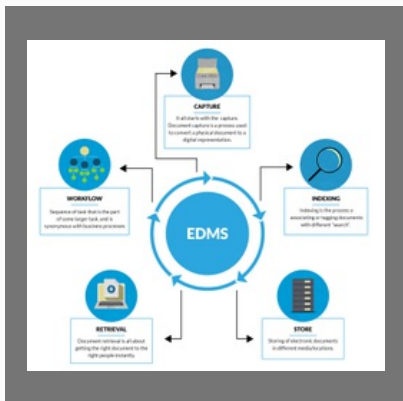 CAPTURE
It all starts with the capture.
Document capture is a process used
to convert a physical document to a
digital representation.
WORKFLOW
Sequence of task that is the part
of some larger task, and is
synonymous with business processes
INDEXING
Indexing is the process a
associating or tagging documents
with different "search".
EDMS
RETRIEVAL
Document retrieval is all about
getting the right document to the
right people instantly.
STORE
Storing of electronic documents
in different media/locations.